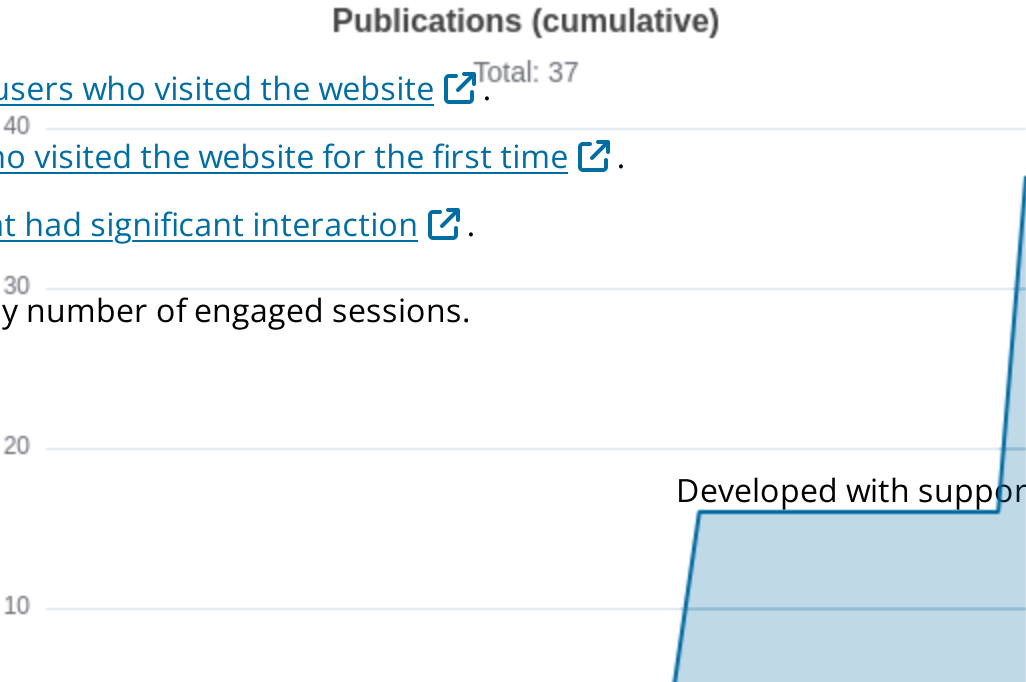 Publications (cumulative)
Total: 37
users who visited the website.
40
visited the website for the first time.
had significant interaction.
30
y number of engaged sessions.
20
Developed with
10